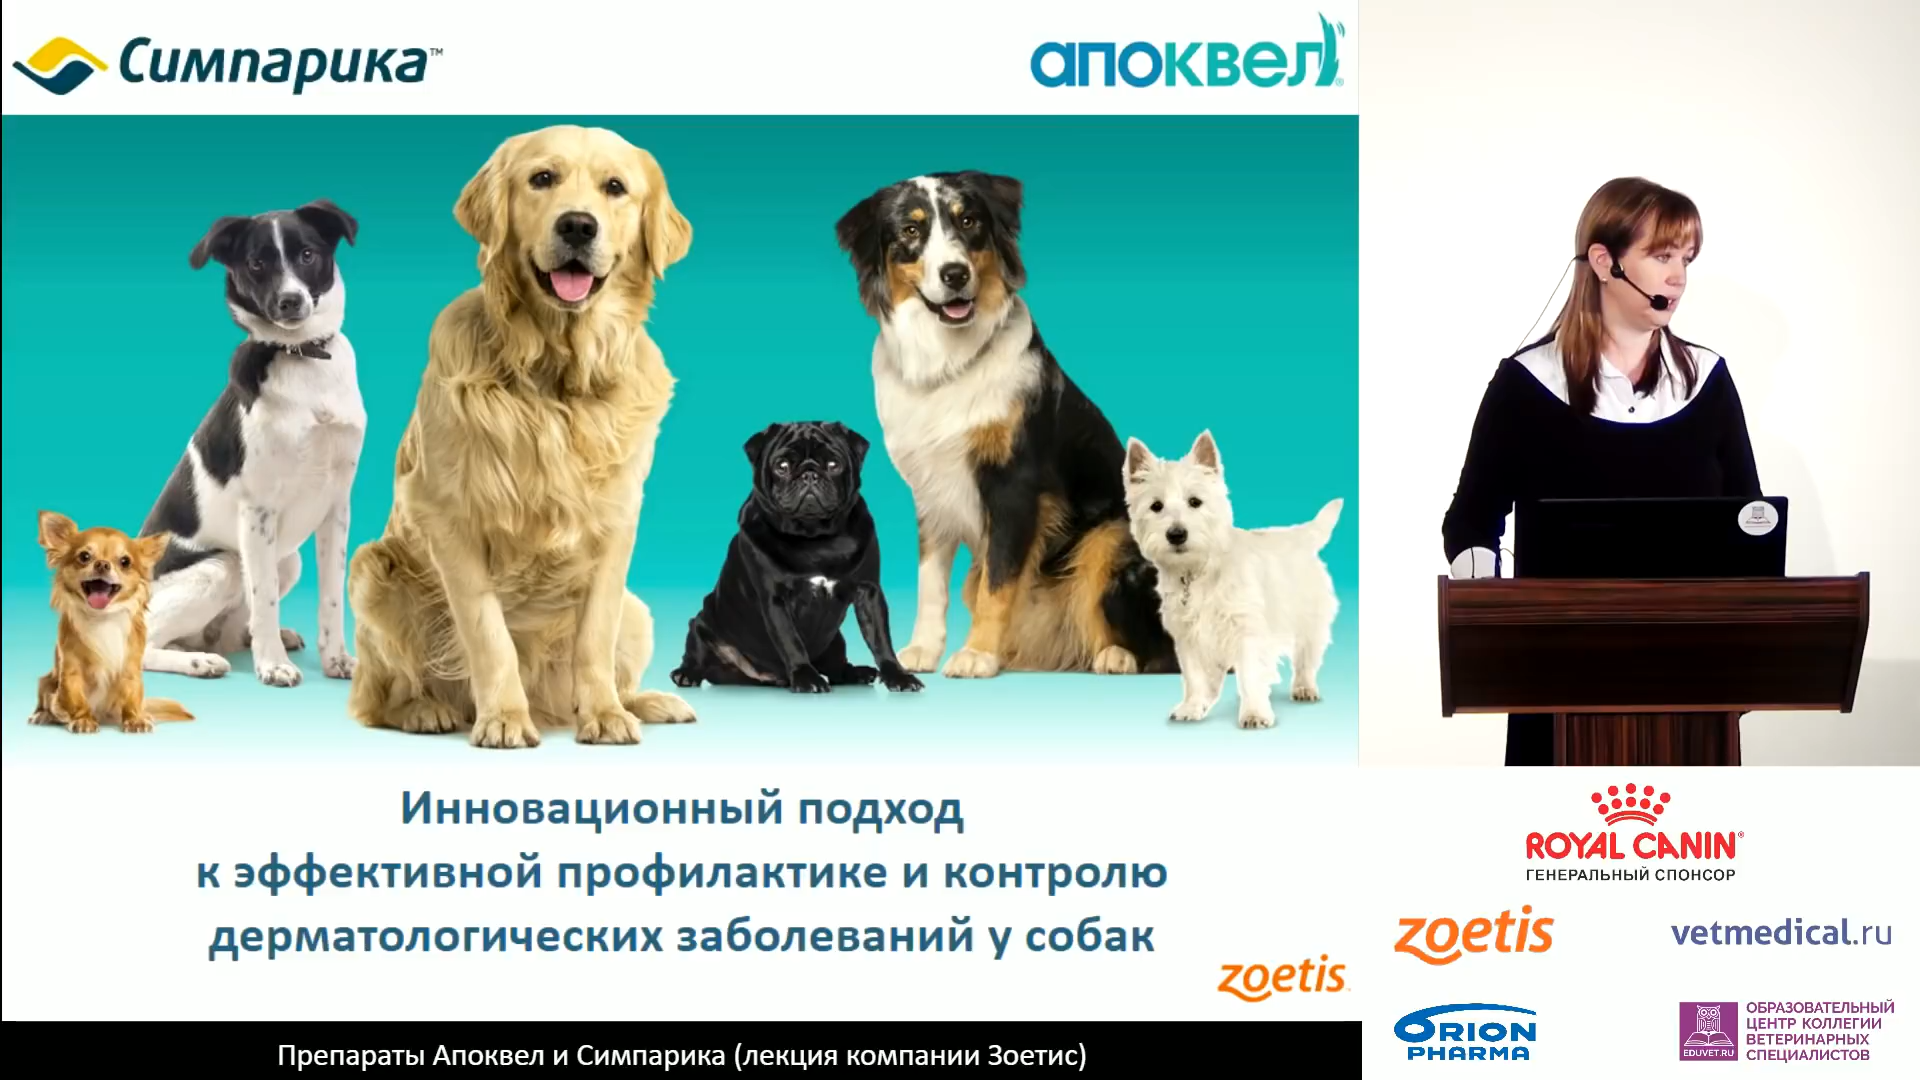 Симпарика™
апоквел®
Инновационный подход
к эффективной профилактике и контролю
дерматологических заболеваний у собак
zoetis
Препараты Апоквел и Симпарика (лекция компании Зоетис)
ROYAL CANIN®
ГЕНЕРАЛЬНЫЙ СПОНСОР
zoetis
vetmedical.ru
ORION
PHARMA
EDUVET.RU
ОБРАЗОВАТЕЛЬНЫЙ
ЦЕНТР КОЛЛЕГИИ
ВЕТЕРИНАРНЫХ
СПЕЦИАЛИСТОВ